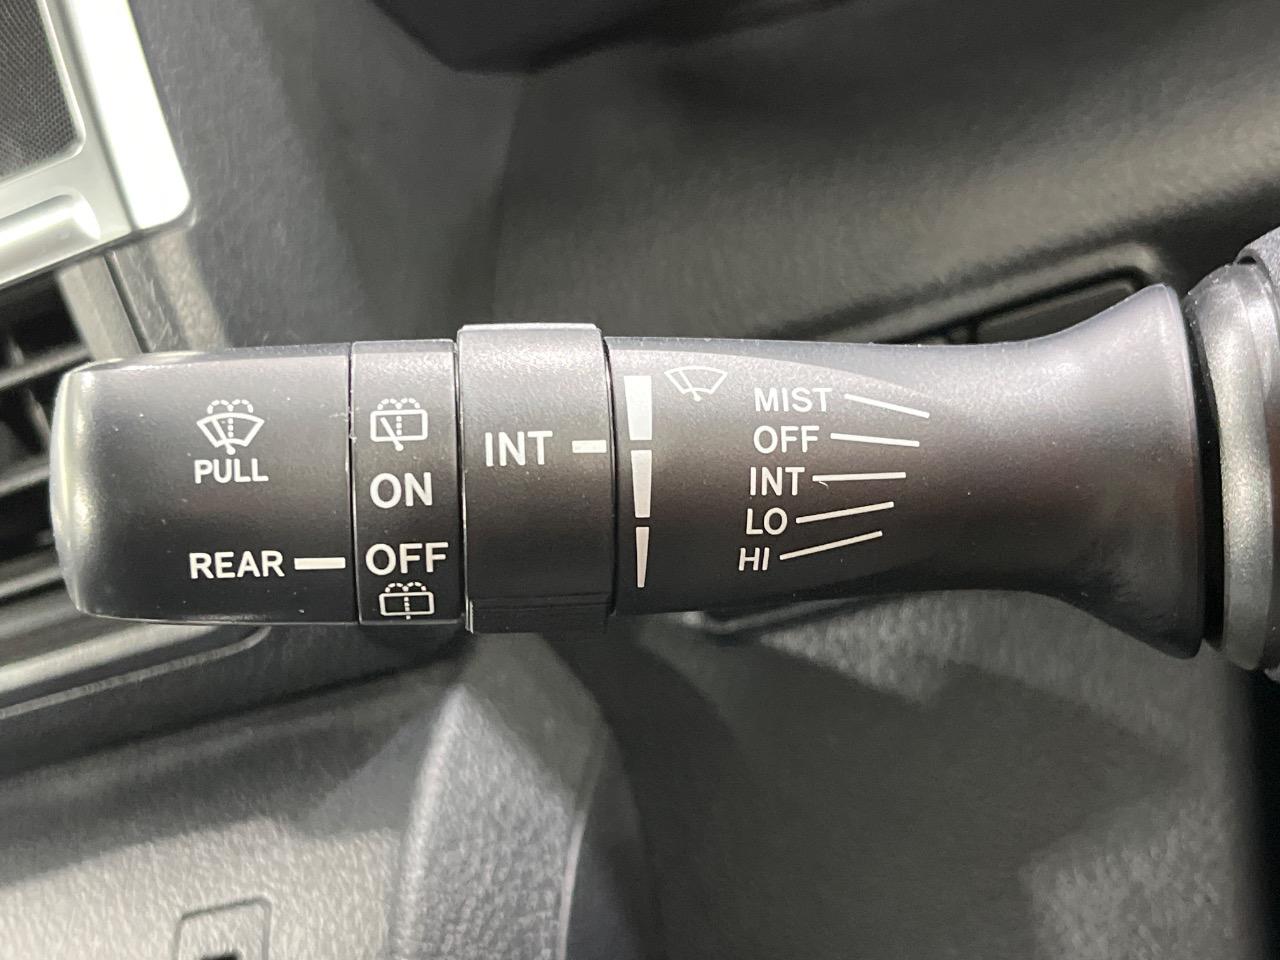 PULL
REAR
ON
OFF
INT
MIST
OFF
INT
LO
HI